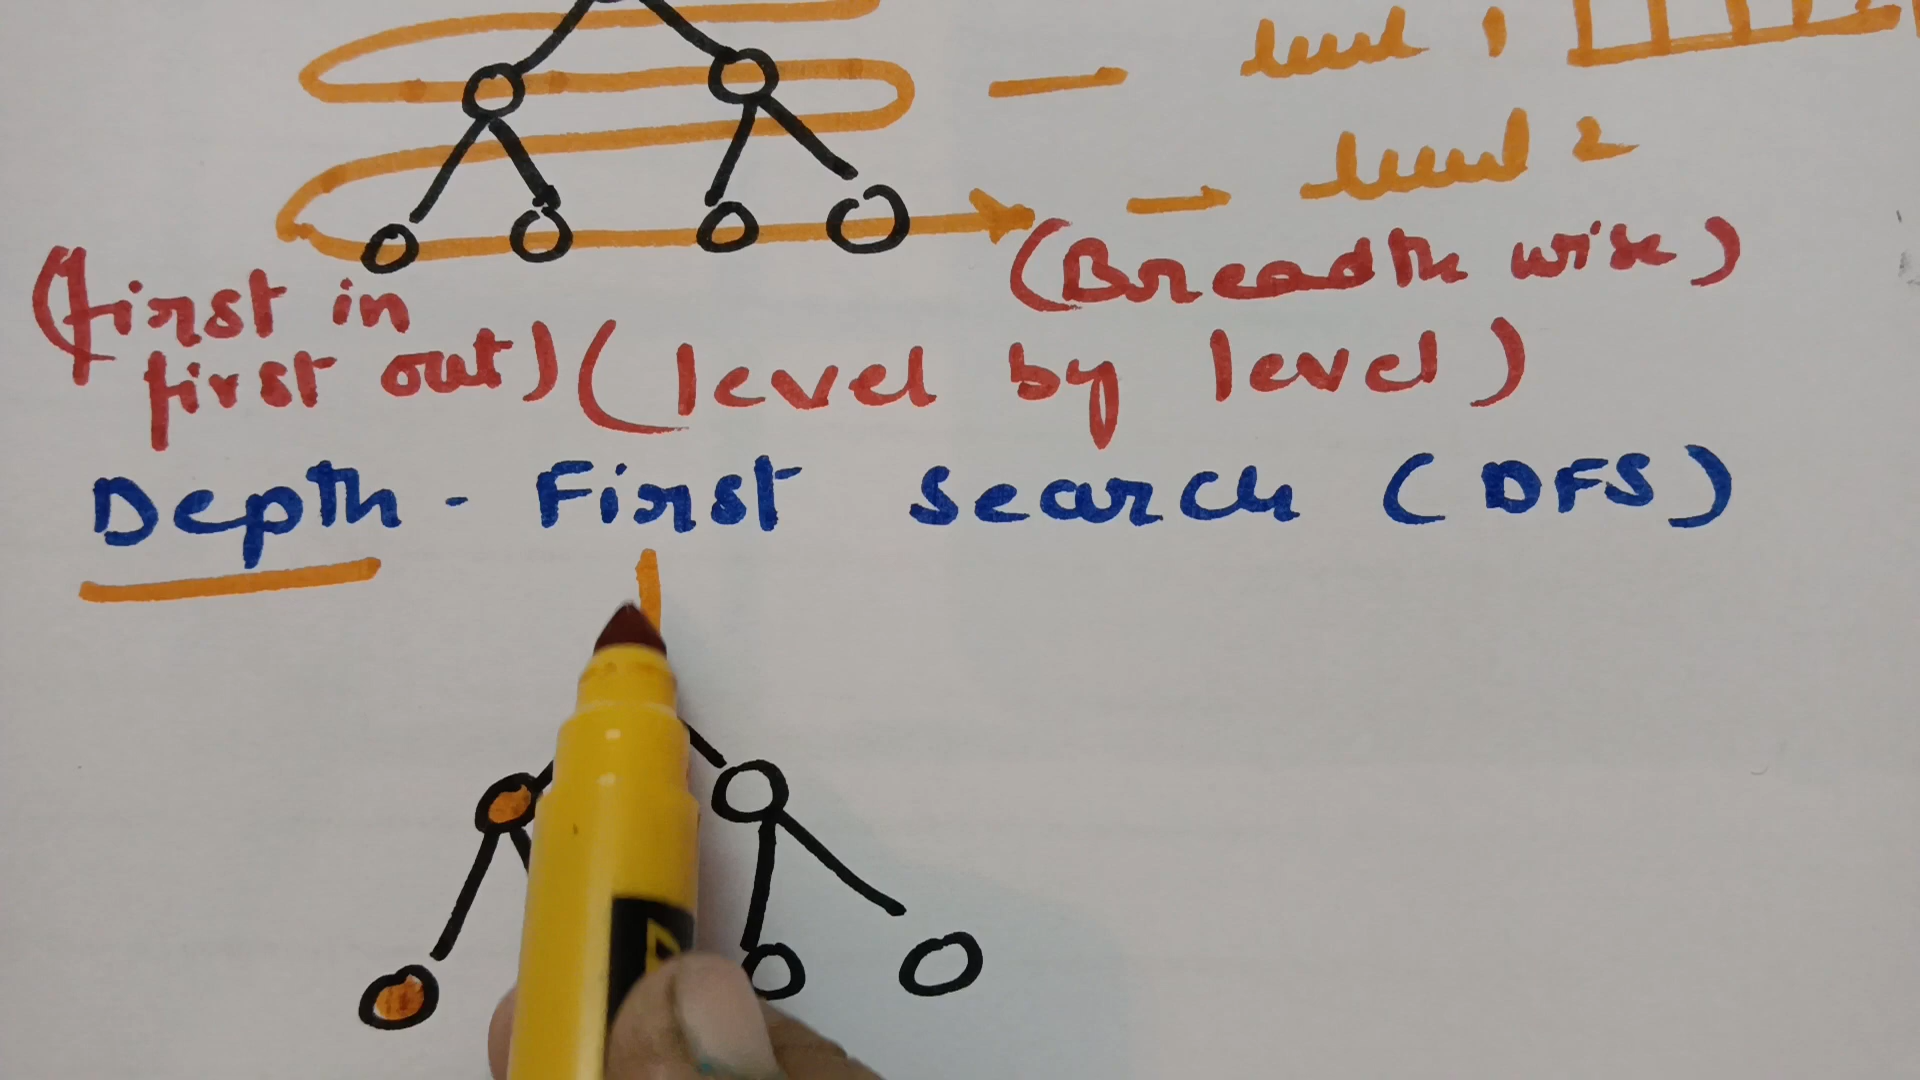 level 1
level 2
(Breadth wise)
(first in
first out) (level by level)
Depth - First Search (DFS)